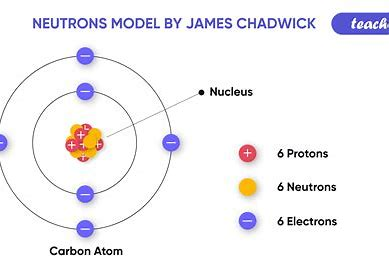 NEUTRONS MODEL BY JAMES CHADWICK
Nucleus
6 Protons
6 Neutrons
6 Electrons
Carbon Atom